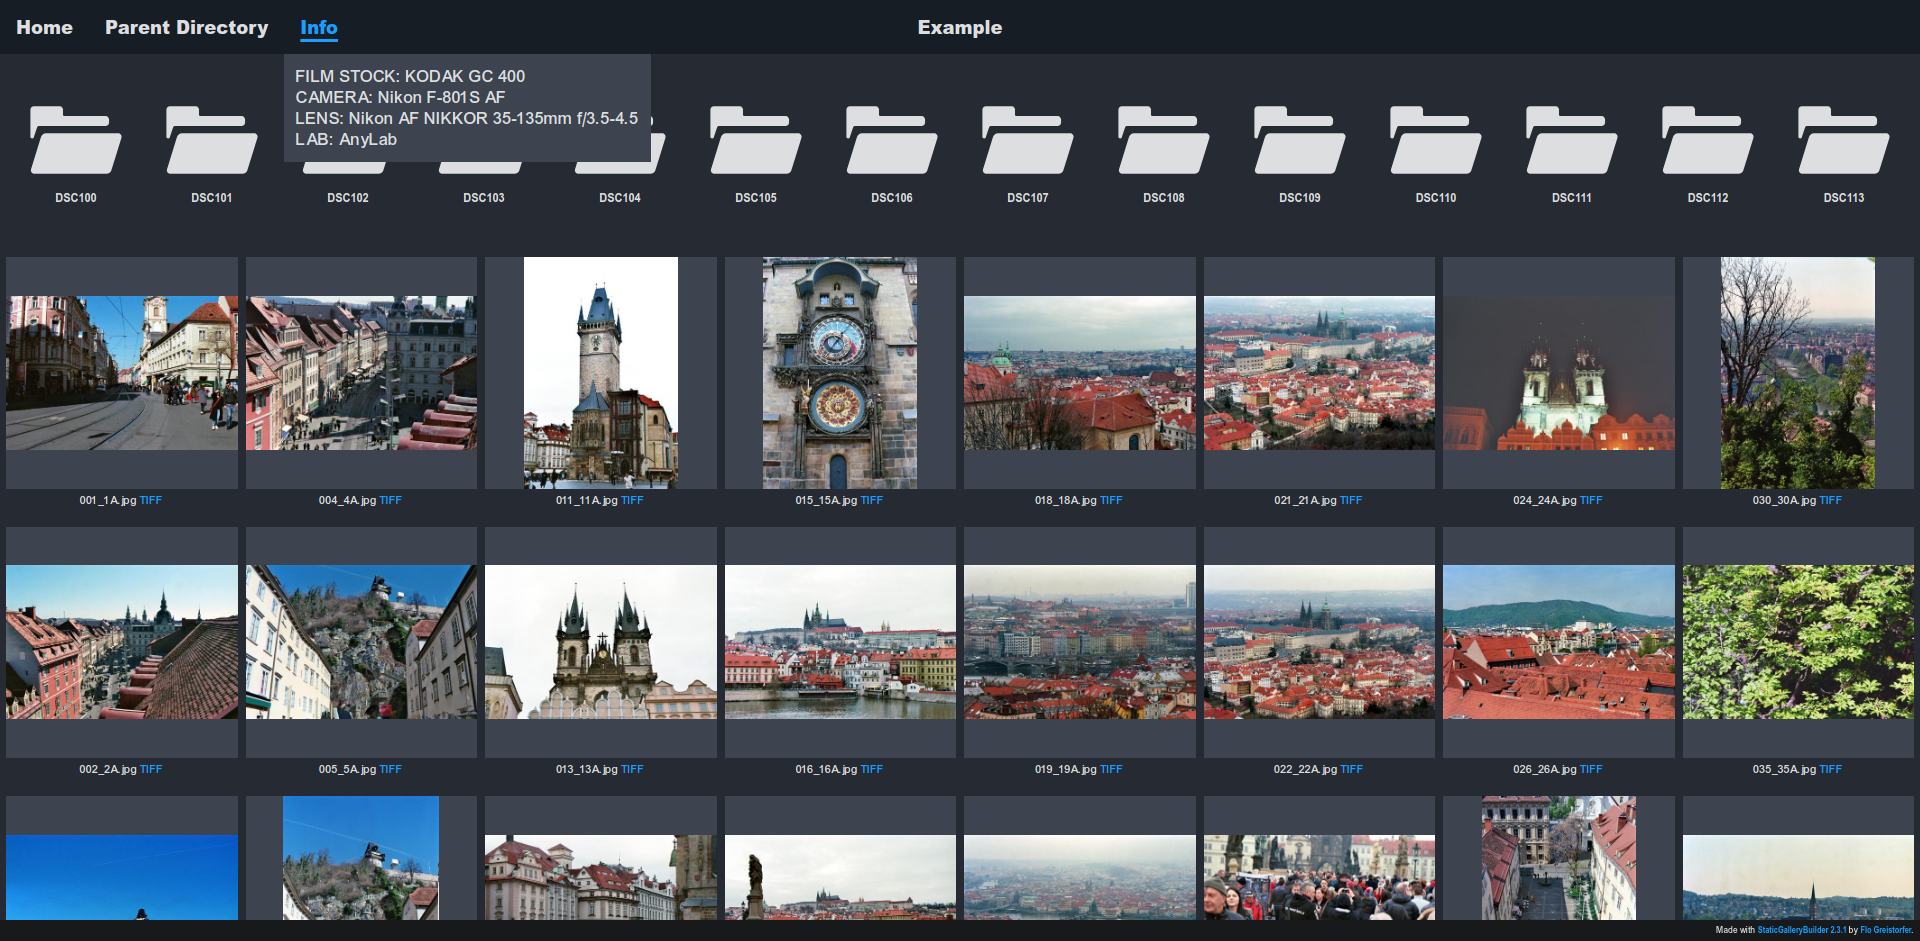 Home Parent Directory Info Example
FILM STOCK: KODAK GC 400
CAMERA: Nikon F-801S AF
LENS: Nikon AF NIKKOR 35-135mm f/3.5-4.5
LAB: AnyLab
DSC100 DSC101 DSC102 DSC103 DSC104 DSC105 DSC106 DSC107 DSC108 DSC109 DSC110 DSC111 DSC112 DSC113
001_1A.jpg TIFF 004_4A.jpg TIFF 011_11A.jpg TIFF 015_15A.jpg TIFF 018_18A.jpg TIFF 021_21A.jpg TIFF 024_24A.jpg TIFF 030_30A.jpg TIFF
002_2A.jpg TIFF 005_5A.jpg TIFF 013_13A.jpg TIFF 016_16A.jpg TIFF 019_19A.jpg TIFF 022_22A.jpg TIFF 026_26A.jpg TIFF 035_35A.jpg TIFF
Made with StaticGalleryBuilder 2.3.1 by Flo Greistorfer.